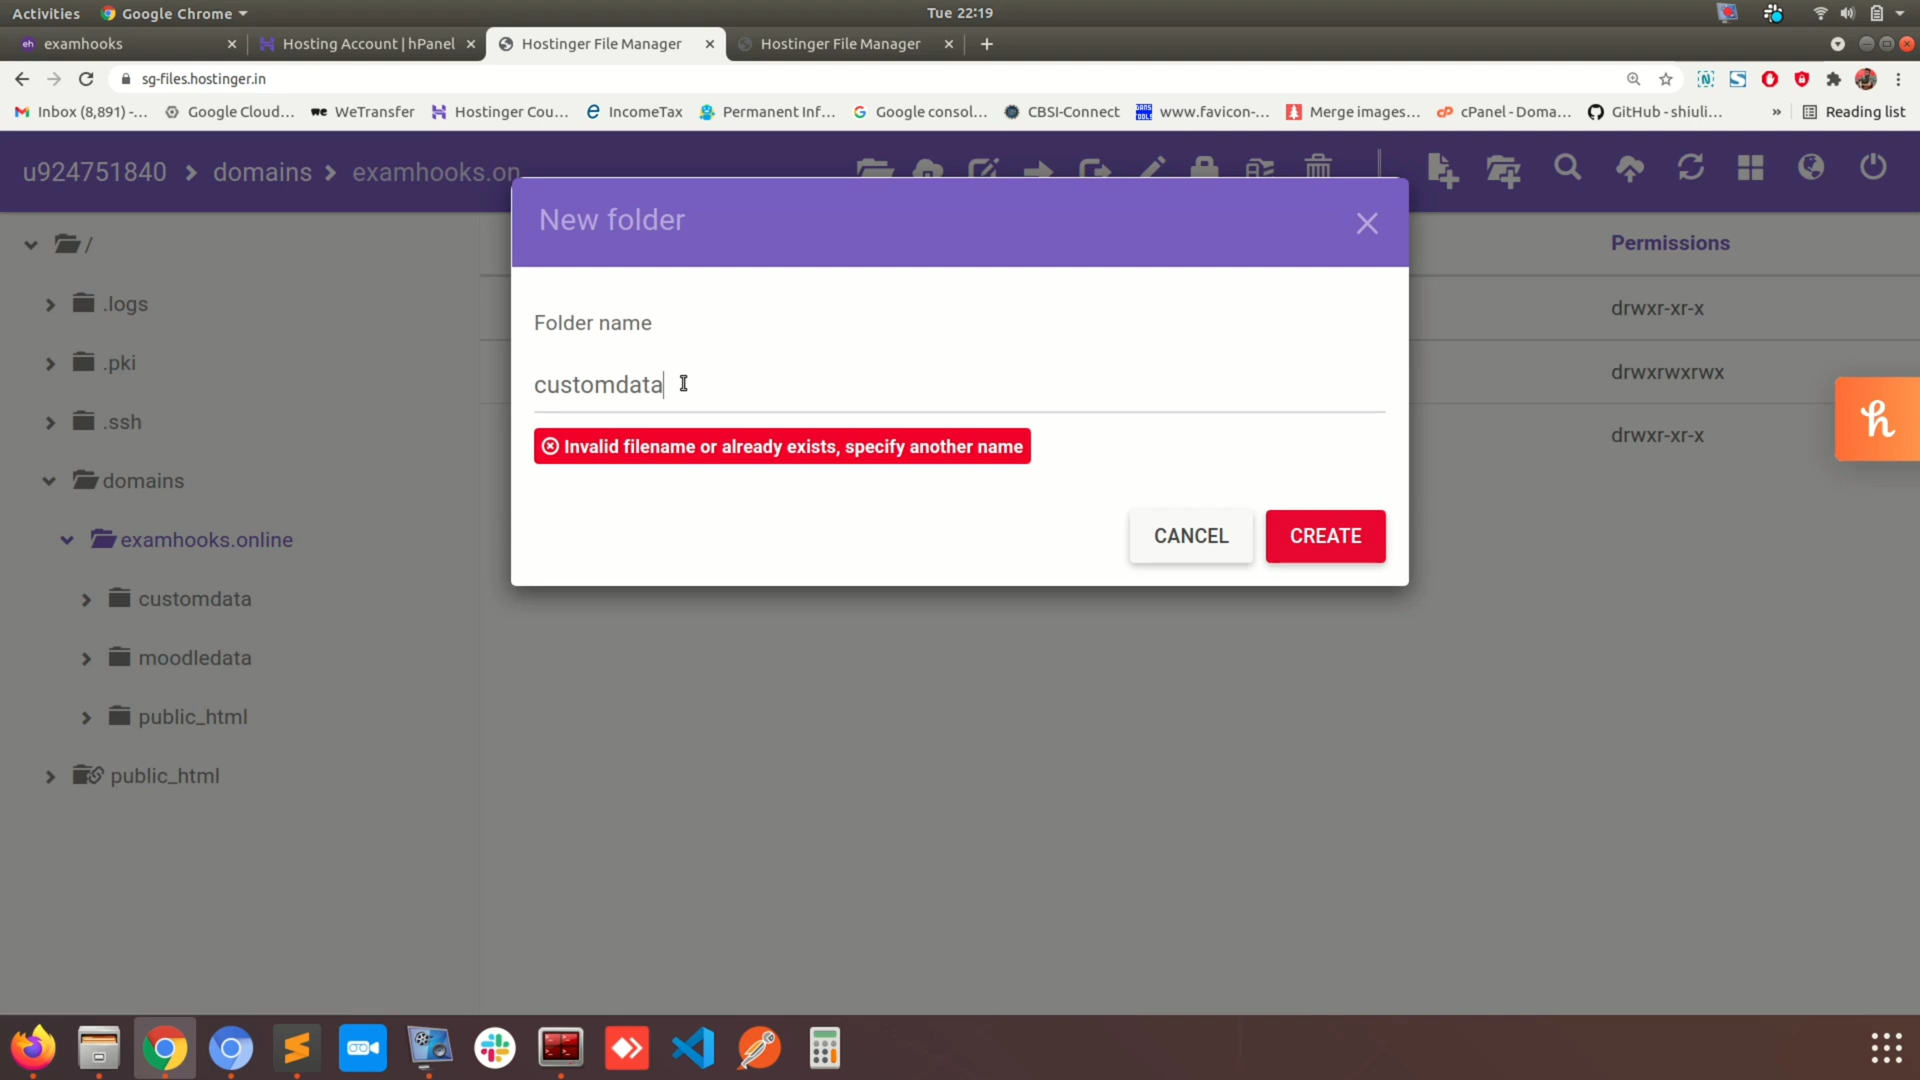 Activities Google Chrome Tue 22:19
eh examhooks Hosting Account | hPanel Hostinger File Manager Hostinger File Manager
sg-files.hostinger.in
Inbox (8,891) -... Google Cloud... we WeTransfer Hostinger Cou... IncomeTax Permanent Inf... Google consol... CBSI-Connect www.favicon-... Merge images... cPanel - Doma... GitHub - shiuli... » Reading list
u924751840 > domains > examhooks.on
New folder
/
Permissions
.logs
drwxr-xr-x
Folder name
.pki
drwxrwxrwx
customdata
.ssh
drwxr-xr-x
Invalid filename or already exists, specify another name
domains
CANCEL CREATE
examhooks.online
customdata
moodledata
public_html
public_html